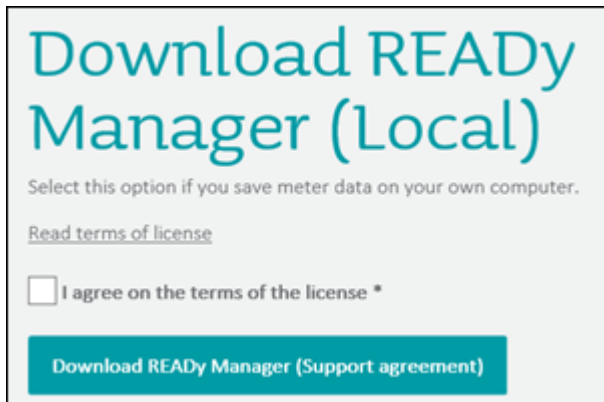 Download READy
Manager (Local)
Select this option if you save meter data on your own computer.
Read terms of license
I agree on the terms of the license *
Download READy Manager (Support agreement)